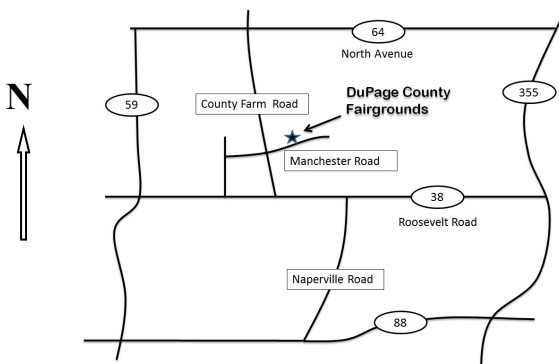 64
North Avenue
N
59
County Farm Road
DuPage County
Fairgrounds
355
Manchester Road
38
Roosevelt Road
Naperville Road
88